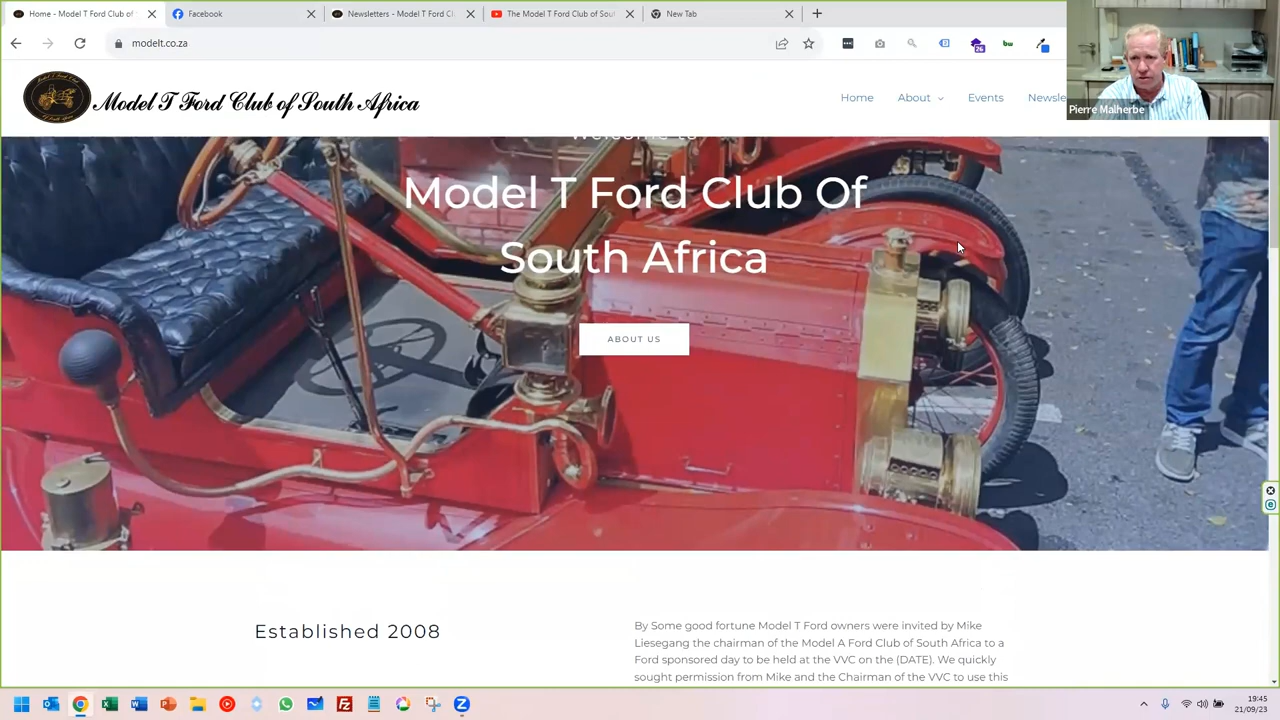 Home - Model T Ford Club of S
Facebook
Newsletters - Model T Ford Cl
The Model T Ford Club of Sout
New Tab
modelt.co.za
26
Model T Ford Club of South Africa
Home
About
Events
Newsle
Pierre Malherbe
Welcome to
Model T Ford Club Of
South Africa
ABOUT US
Established 2008
By Some good fortune Model T Ford owners were invited by Mike
Liesegang the chairman of the Model A Ford Club of South Africa to a
Ford sponsored day to be held at the VVC on the (DATE). We quickly
sought permission from Mike and the Chairman of the VVC to use this
19:45
21/09/23